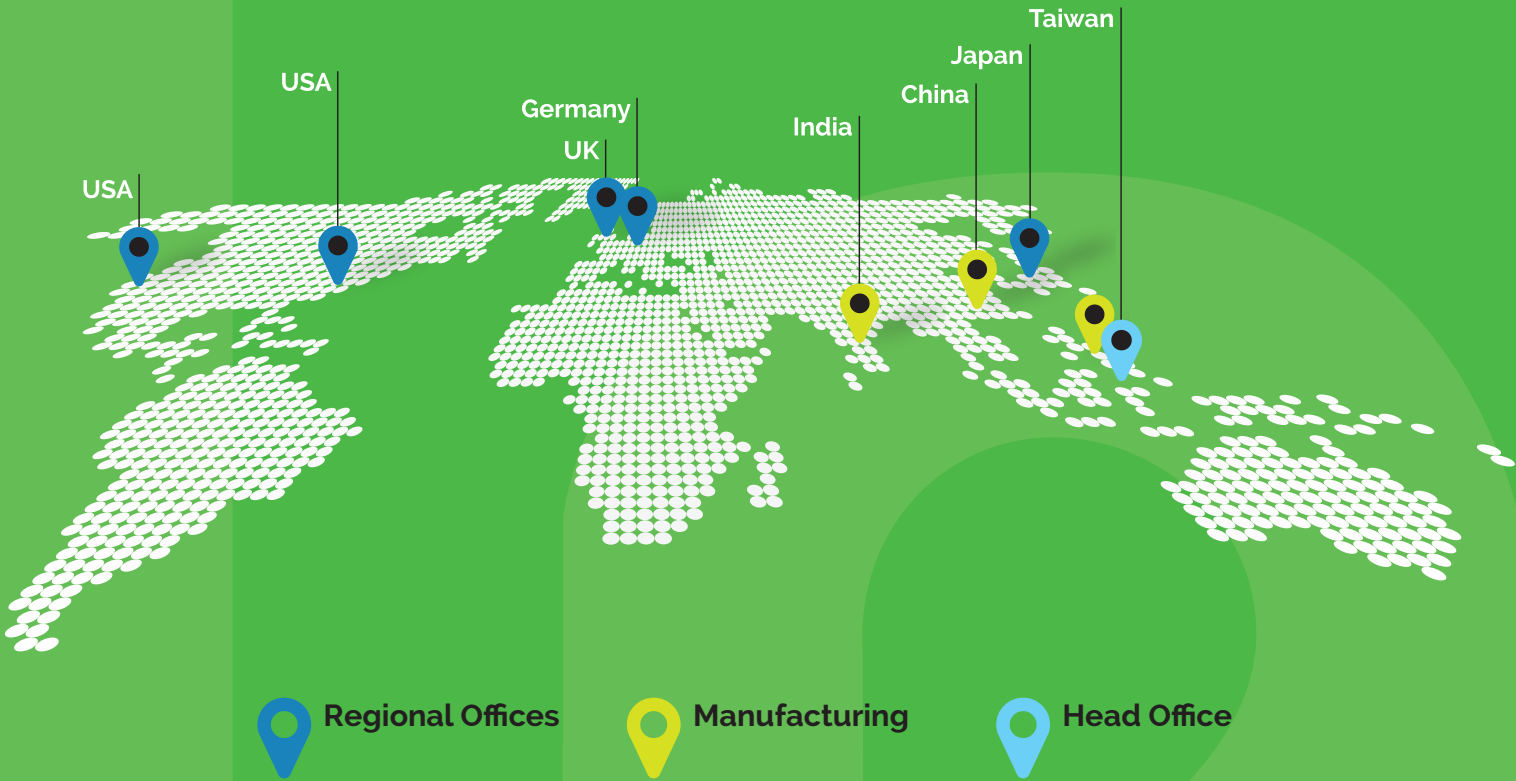 Taiwan
Japan
USA
China
Germany
India
UK
USA
Regional Offices
Manufacturing
Head Office